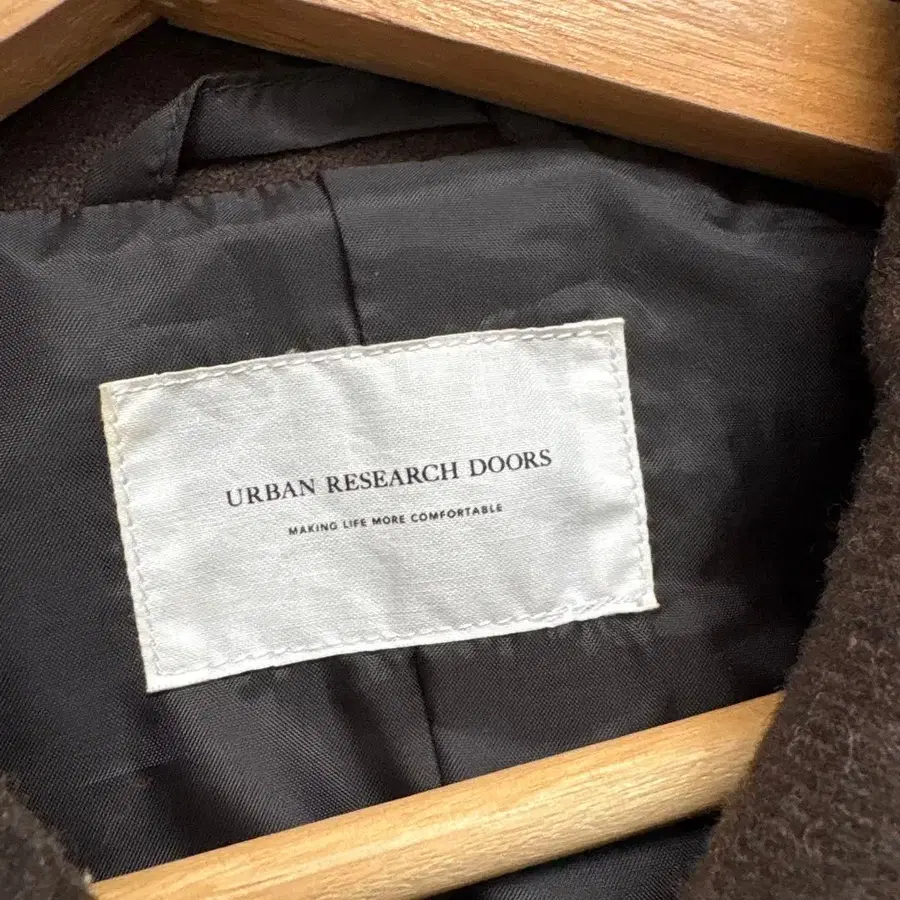 URBAN RESEARCH DOORS
MAKING LIFE MORE COMFORTABLE